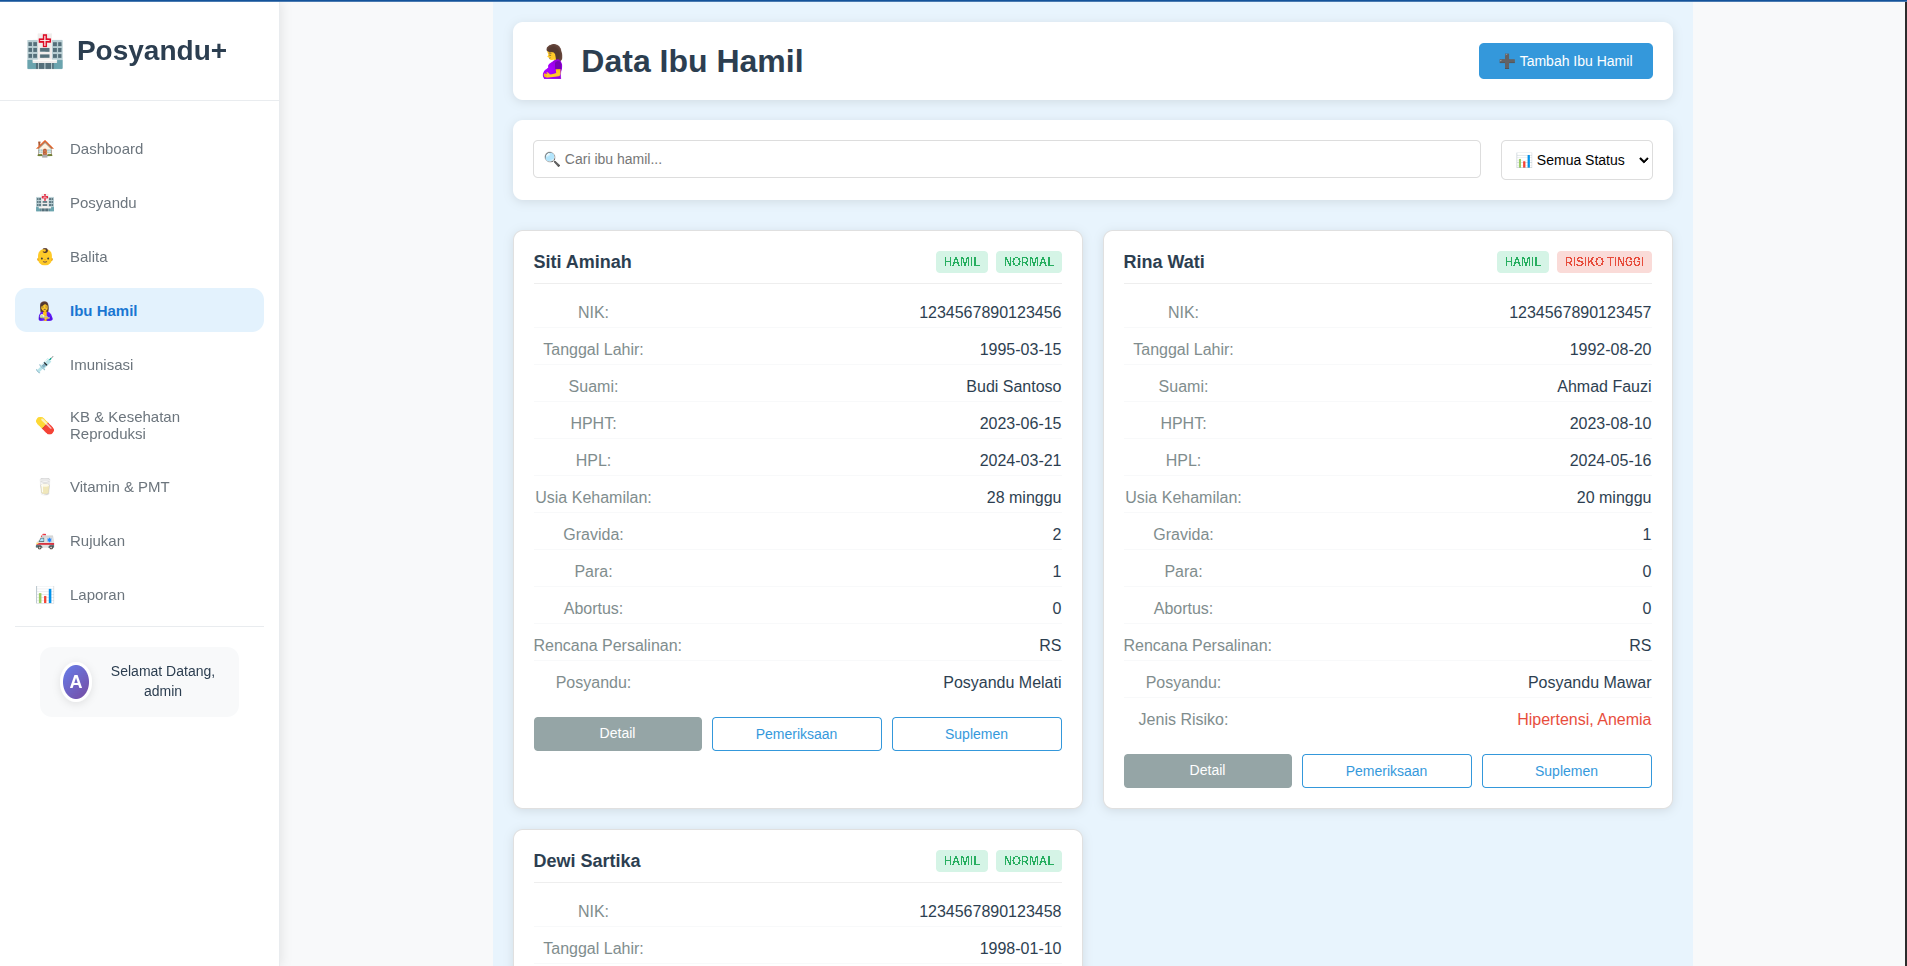 Posyandu+
Dashboard
Posyandu
Balita
Ibu Hamil
Imunisasi
KB & Kesehatan
Reproduksi
Vitamin & PMT
Rujukan
Laporan
A
Selamat Datang,
admin
Data Ibu Hamil
Tambah Ibu Hamil
Cari ibu hamil...
Semua Status
Siti Aminah HAMIL NORMAL
NIK: 1234567890123456
Tanggal Lahir: 1995-03-15
Suami: Budi Santoso
HPHT: 2023-06-15
HPL: 2024-03-21
Usia Kehamilan: 28 minggu
Gravida: 2
Para: 1
Abortus: 0
Rencana Persalinan: RS
Posyandu: Posyandu Melati
Detail Pemeriksaan Suplemen
Rina Wati HAMIL RISIKO TINGGI
NIK: 1234567890123457
Tanggal Lahir: 1992-08-20
Suami: Ahmad Fauzi
HPHT: 2023-08-10
HPL: 2024-05-16
Usia Kehamilan: 20 minggu
Gravida: 1
Para: 0
Abortus: 0
Rencana Persalinan: RS
Posyandu: Posyandu Mawar
Jenis Risiko: Hipertensi, Anemia
Detail Pemeriksaan Suplemen
Dewi Sartika HAMIL NORMAL
NIK: 1234567890123458
Tanggal Lahir: 1998-01-10